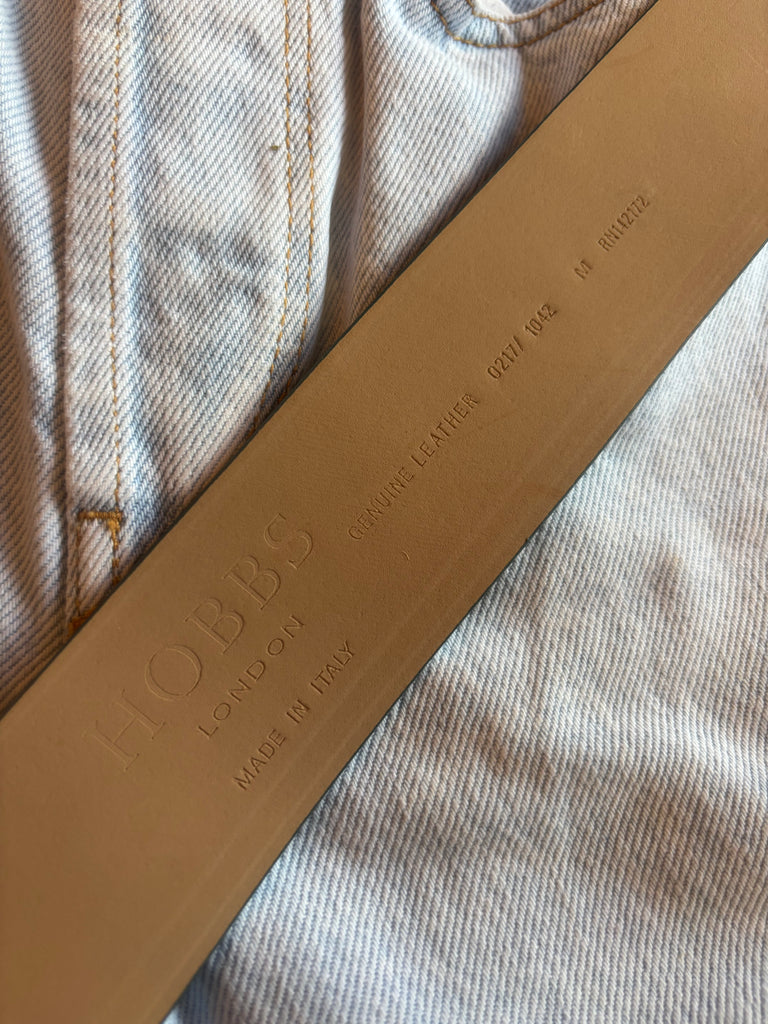 HOBBS
LONDON
MADE IN ITALY
GENUINE LEATHER 0217/ 1042 M RN142172